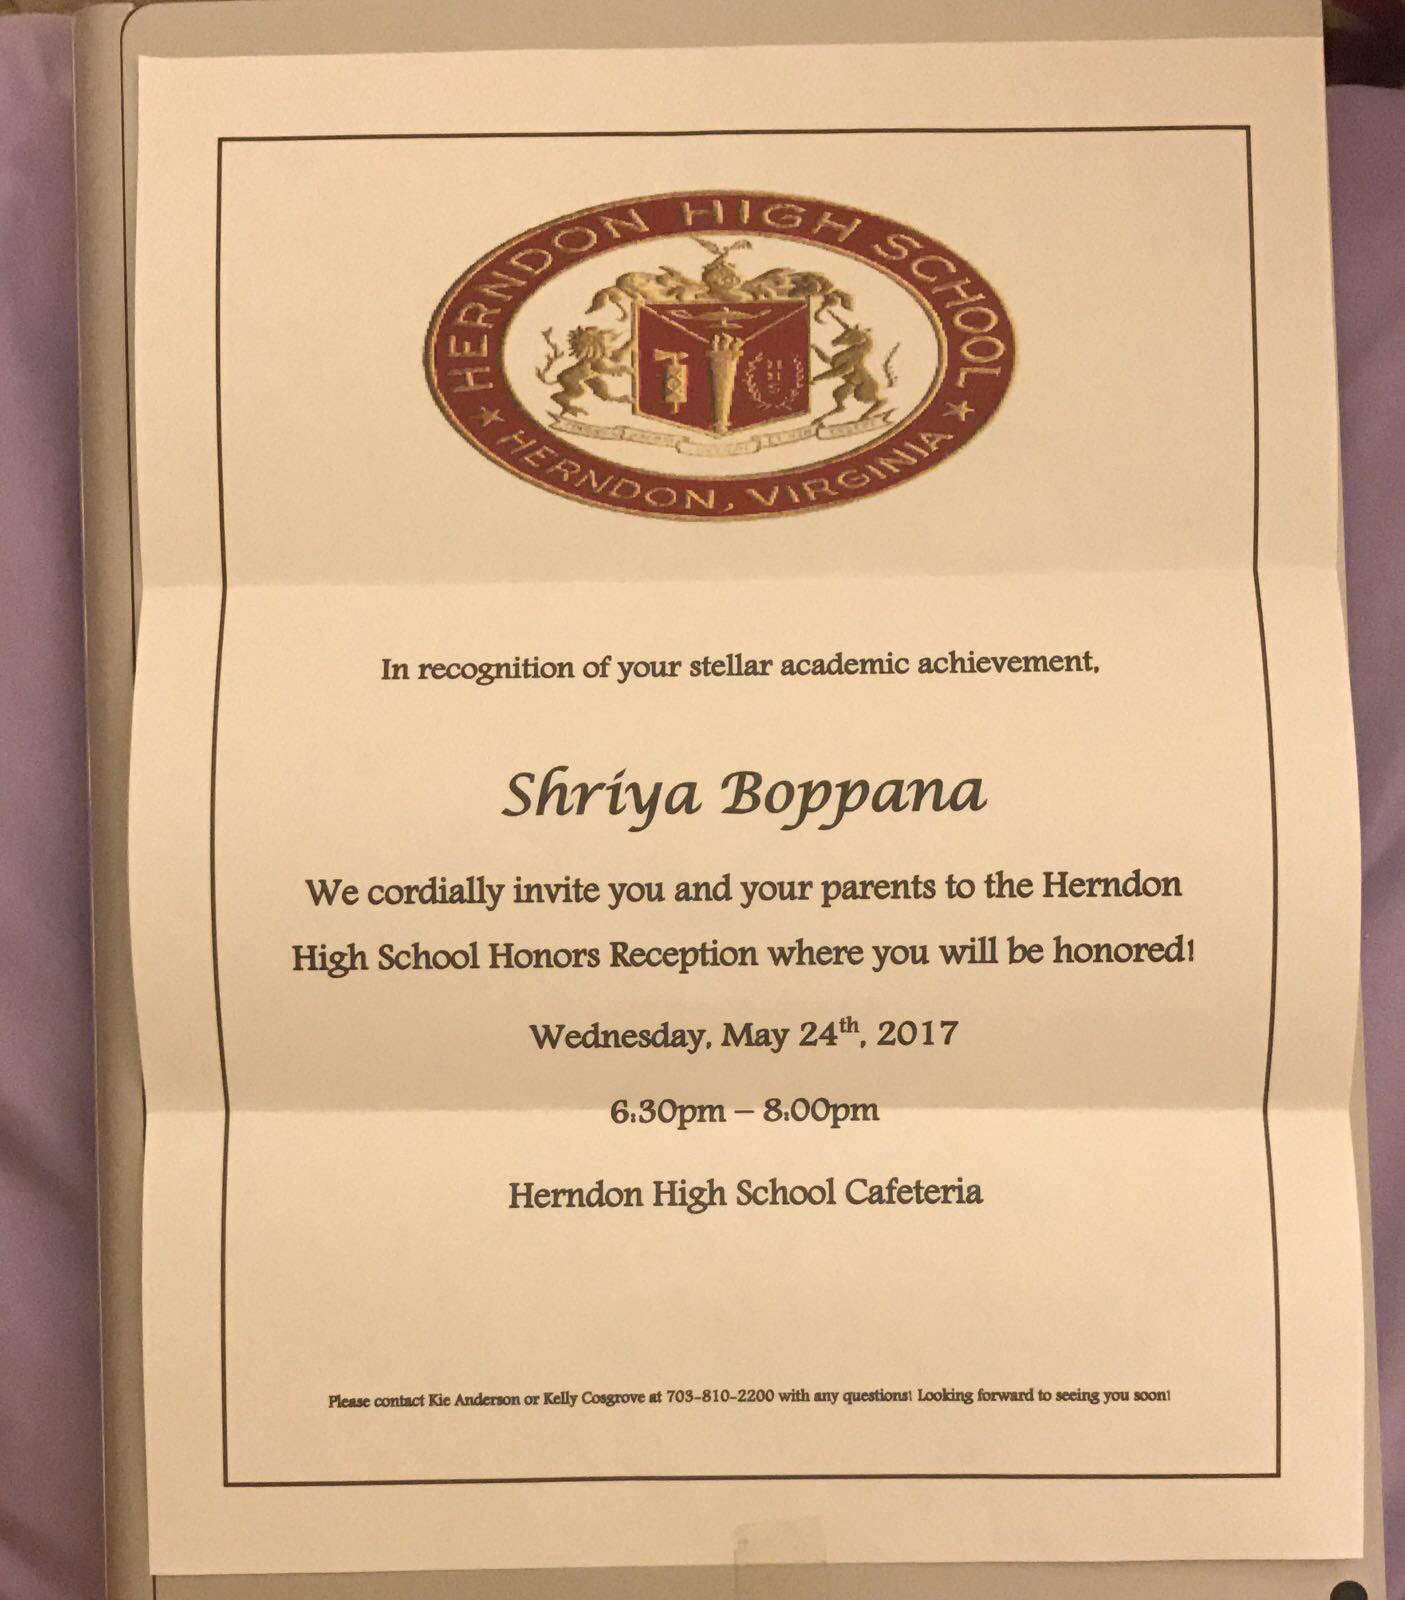 HERNDON HIGH SCHOOL
HERNDON, VIRGINIA
H H S
In recognition of your stellar academic achievement,
Shriya Boppana
We cordially invite you and your parents to the Herndon
High School Honors Reception where you will be honored!
Wednesday, May 24th, 2017
6:30pm – 8:00pm
Herndon High School Cafeteria
Please contact Kie Anderson or Kelly Cosgrove at 703-810-2200 with any questions! Looking forward to seeing you soon!